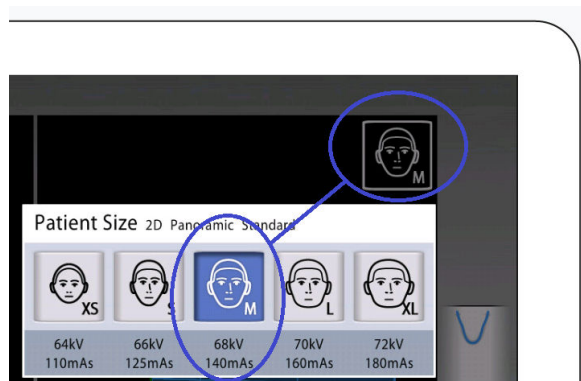 M
Patient Size 2D Panoramic Standard
XS S M L XL
64kV 66kV 68kV 70kV 72kV
110mAs 125mAs 140mAs 160mAs 180mAs